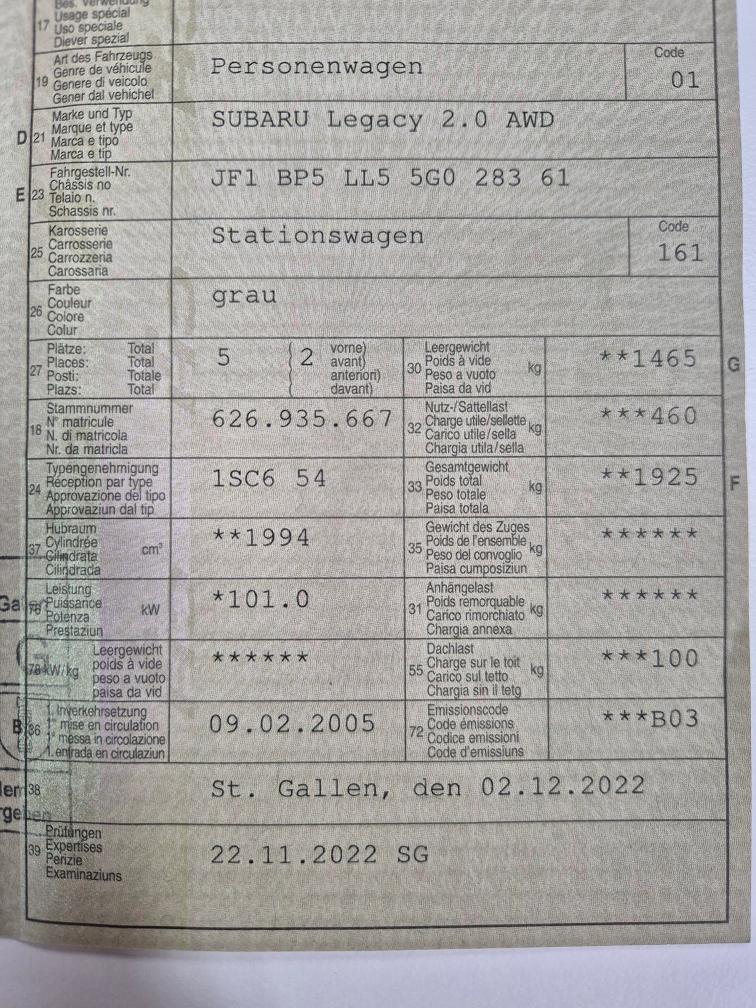 Bes. Verwendung
17 Usage spécial
Uso speciale
Diever spezial
19 Art des Fahrzeugs
Genre de véhicule
Genere di veicolo
Gener dal vehichel
Personenwagen
Code
01
D 21 Marke und Typ
Marque et type
Marca e tipo
Marca e tip
SUBARU Legacy 2.0 AWD
E 23 Fahrgestell-Nr.
Châssis no
Telaio n.
Schassis nr.
JF1 BP5 LL5 5G0 283 61
25 Karosserie
Carrosserie
Carrozzeria
Carossaria
Stationswagen
Code
161
26 Farbe
Couleur
Colore
Colur
grau
27 Plätze: Total
Places: Total
Posti: Totale
Plazs: Total
5 ( 2 vorne)
( avant)
( anteriori)
( davant)
30 Leergewicht
Poids à vide
Peso a vuoto
Paisa da vid
kg
**1465
G
18 Stammnummer
N° matricule
N. di matricola
Nr. da matricla
626.935.667
32 Nutz-/Sattellast
Charge utile/sellette
Carico utile/sella
Chargia utila/sella
kg
***460
24 Typengenehmigung
Réception par type
Approvazione del tipo
Approvaziun dal tip
1SC6 54
33 Gesamtgewicht
Poids total
Peso totale
Paisa totala
kg
**1925
F
37 Hubraum
Cylindrée
Cilindrata
Cilindrada
cm³
**1994
35 Gewicht des Zuges
Poids de l'ensemble
Peso del convoglio
Paisa cumposiziun
kg
******
76 Leistung
Puissance
Potenza
Prestaziun
kW
*101.0
31 Anhängelast
Poids remorquable
Carico rimorchiato
Chargia annexa
kg
******
78 kW/kg Leergewicht
poids à vide
peso a vuoto
paisa da vid
******
55 Dachlast
Charge sur le toit
Carico sul tetto
Chargia sin il tetg
kg
***100
B 36 1. Inverkehrsetzung
1re mise en circulation
1a messa in circolazione
1. entrada en circulaziun
09.02.2005
72 Emissionscode
Code émissions
Codice emissioni
Code d'emissiuns
***B03
38 St. Gallen, den 02.12.2022
39 Prüfungen
Expertises
Perizie
Examinaziuns
22.11.2022 SG